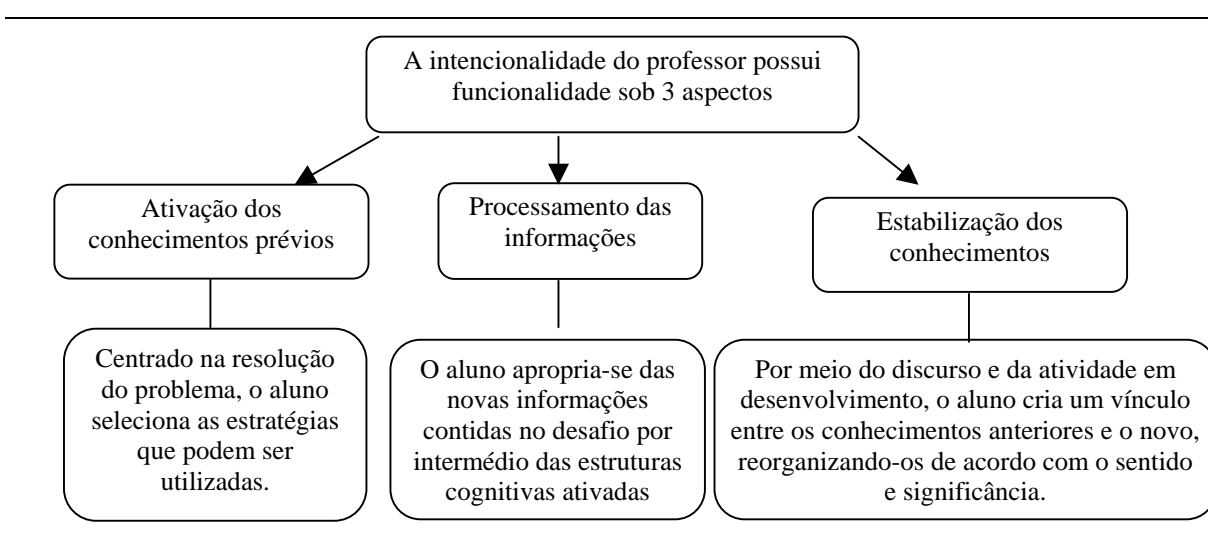 A intencionalidade do professor possui
funcionalidade sob 3 aspectos
Ativação dos
conhecimentos prévios
Processamento das
informações
Estabilização dos
conhecimentos
Centrado na resolução
do problema, o aluno
seleciona as estratégias
que podem ser
utilizadas.
O aluno apropria-se das
novas informações
contidas no desafio por
intermédio das estruturas
cognitivas ativadas
Por meio do discurso e da atividade em
desenvolvimento, o aluno cria um vínculo
entre os conhecimentos anteriores e o novo,
reorganizando-os de acordo com o sentido
e significância.